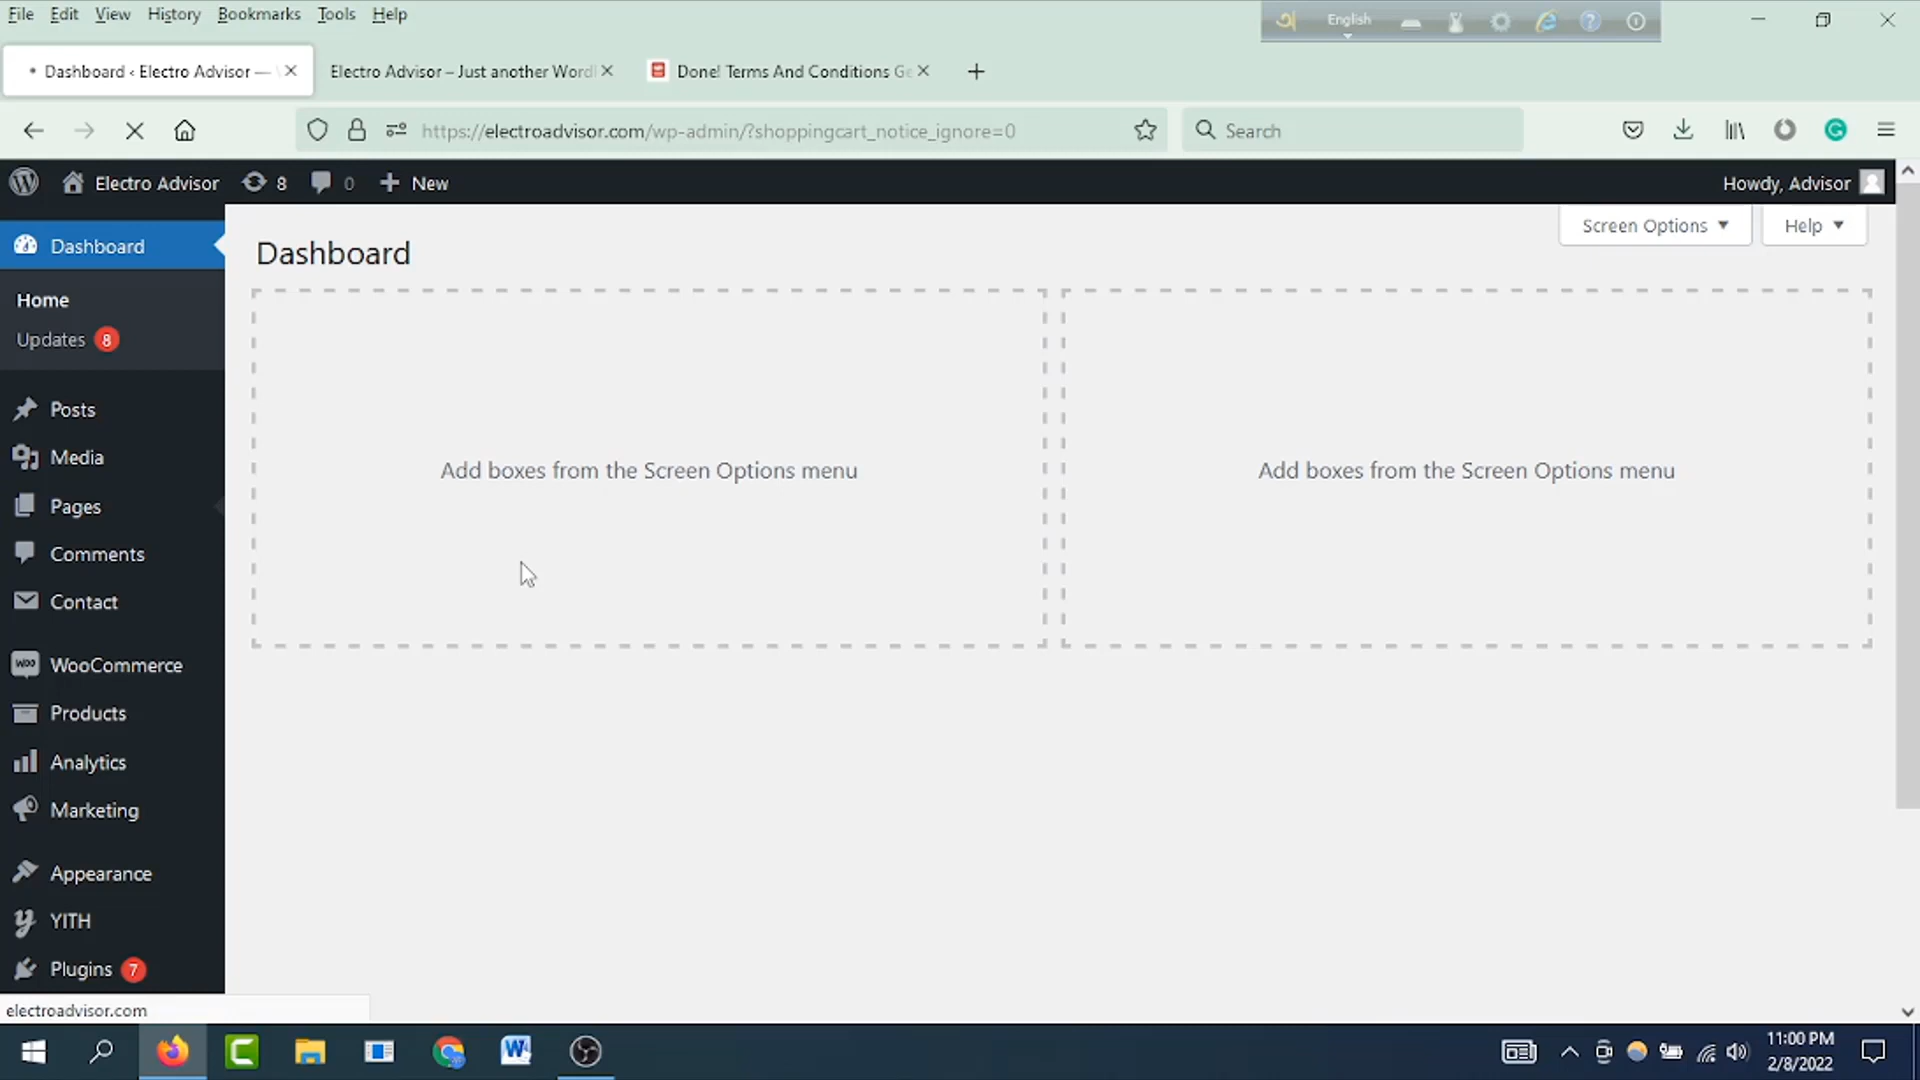 File Edit View History Bookmarks Tools Help
English
Dashboard ‹ Electro Advisor —
Electro Advisor – Just another Word
Done! Terms And Conditions Ge
https://electroadvisor.com/wp-admin/?shoppingcart_notice_ignore=0
Search
Electro Advisor 8 0 + New
Howdy, Advisor
Screen Options ▼
Help ▼
Dashboard
Dashboard
Home
Updates 8
Posts
Media
Pages
Comments
Contact
WooCommerce
Products
Analytics
Marketing
Appearance
YITH
Plugins 7
Add boxes from the Screen Options menu
Add boxes from the Screen Options menu
electroadvisor.com
11:00 PM
2/8/2022